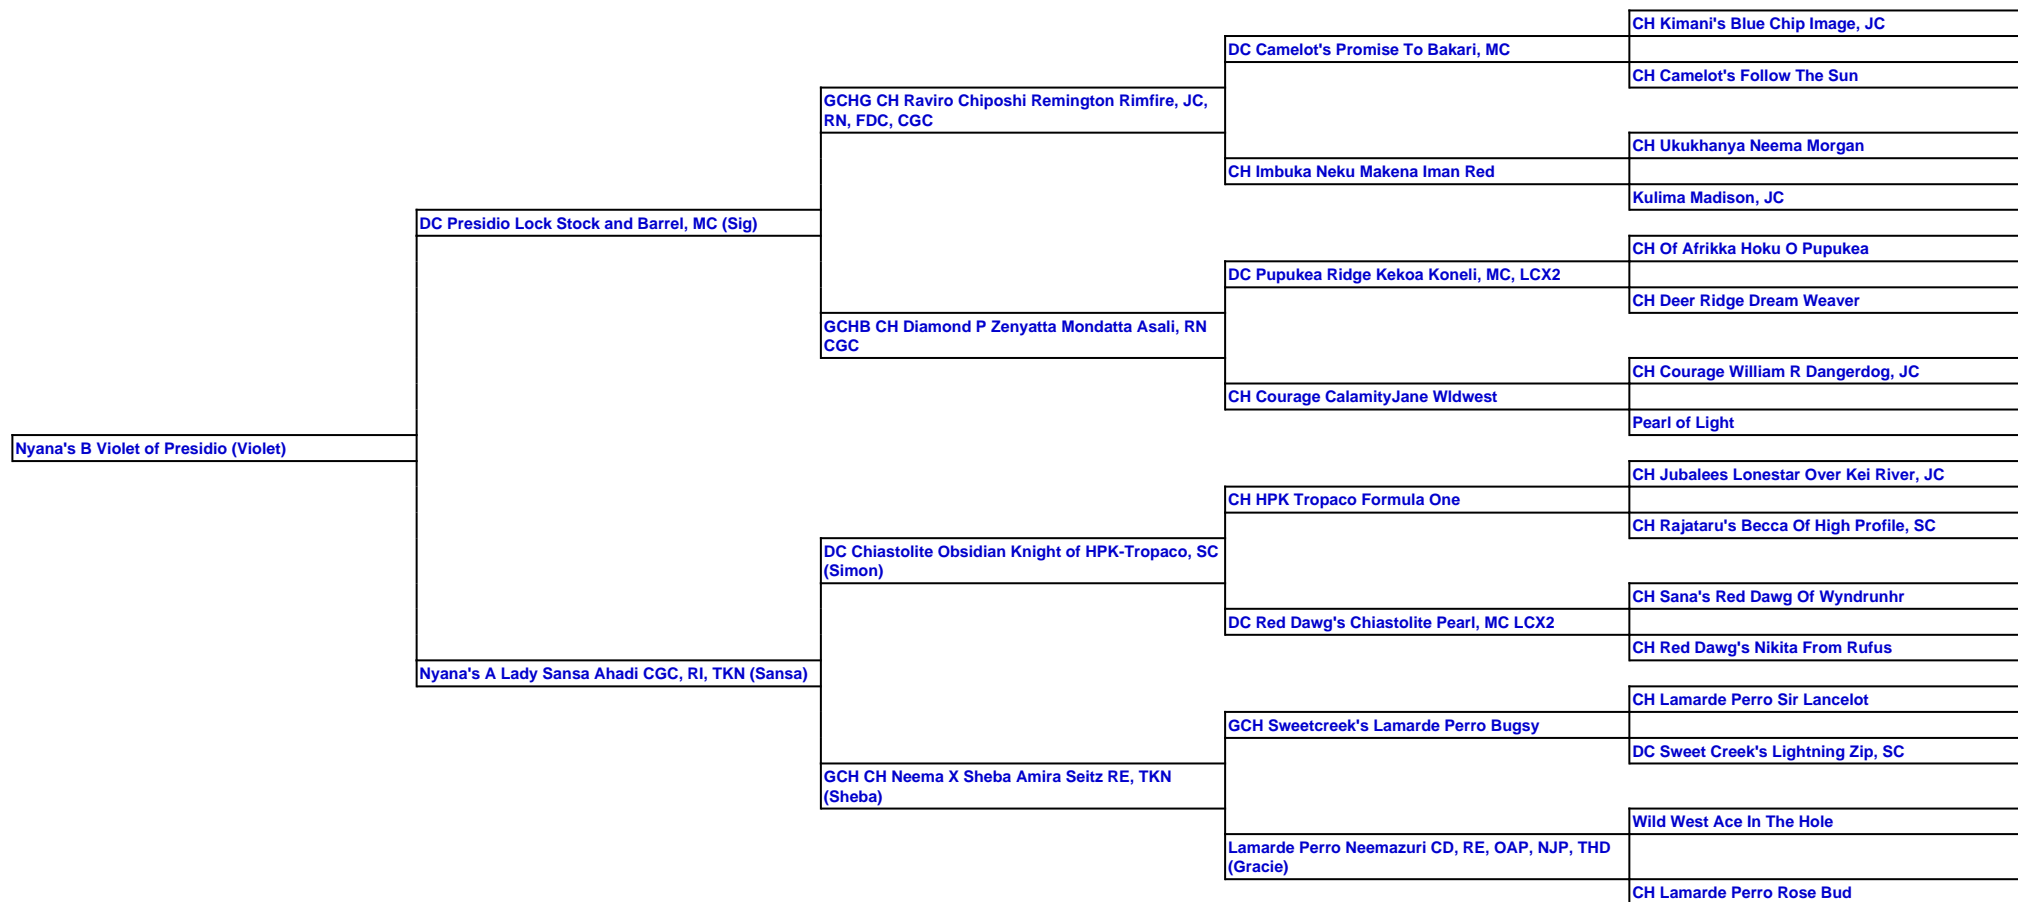 CH Kimani's Blue Chip Image, JC
DC Camelot's Promise To Bakari, MC
CH Camelot's Follow The Sun
GCHG CH Raviro Chiposhi Remington Rimfire, JC,
RN, FDC, CGC
CH Ukukhanya Neema Morgan
CH Imbuka Neku Makena Iman Red
Kulima Madison, JC
DC Presidio Lock Stock and Barrel, MC (Sig)
CH Of Afrikka Hoku O Pupukea
DC Pupukea Ridge Kekoa Koneli, MC, LCX2
CH Deer Ridge Dream Weaver
GCHB CH Diamond P Zenyatta Mondatta Asali, RN
CGC
CH Courage William R Dangerdog, JC
CH Courage CalamityJane Wldwest
Pearl of Light
Nyana's B Violet of Presidio (Violet)
CH Jubalees Lonestar Over Kei River, JC
CH HPK Tropaco Formula One
CH Rajataru's Becca Of High Profile, SC
DC Chiastolite Obsidian Knight of HPK-Tropaco, SC
(Simon)
CH Sana's Red Dawg Of Wyndrunhr
DC Red Dawg's Chiastolite Pearl, MC LCX2
CH Red Dawg's Nikita From Rufus
Nyana's A Lady Sansa Ahadi CGC, RI, TKN (Sansa)
CH Lamarde Perro Sir Lancelot
GCH Sweetcreek's Lamarde Perro Bugsy
DC Sweet Creek's Lightning Zip, SC
GCH CH Neema X Sheba Amira Seitz RE, TKN
(Sheba)
Wild West Ace In The Hole
Lamarde Perro Neemazuri CD, RE, OAP, NJP, THD
(Gracie)
CH Lamarde Perro Rose Bud